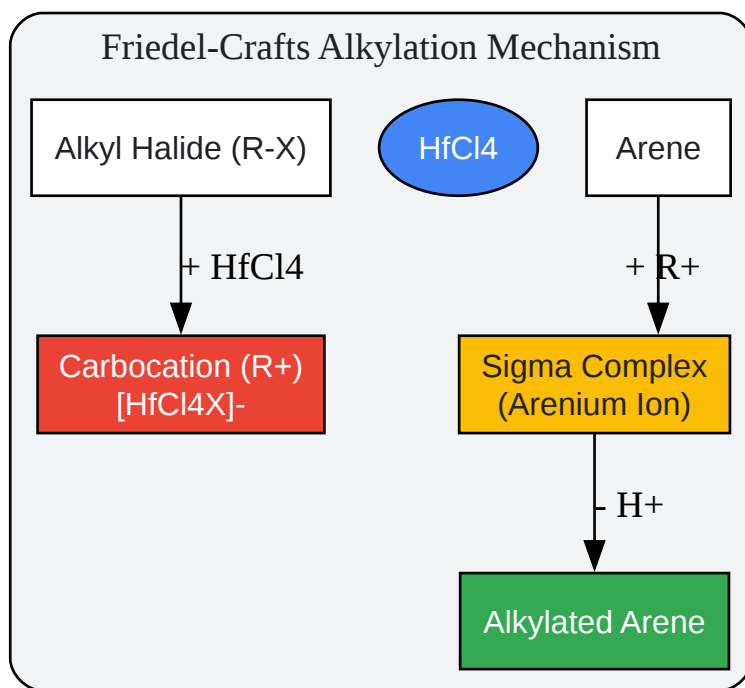 Friedel-Crafts Alkylation Mechanism
Alkyl Halide (R-X)
HfCl4
Arene
+ HfCl4
+ R+
Carbocation (R+)
[HfCl4X]-
Sigma Complex
(Arenium Ion)
- H+
Alkylated Arene